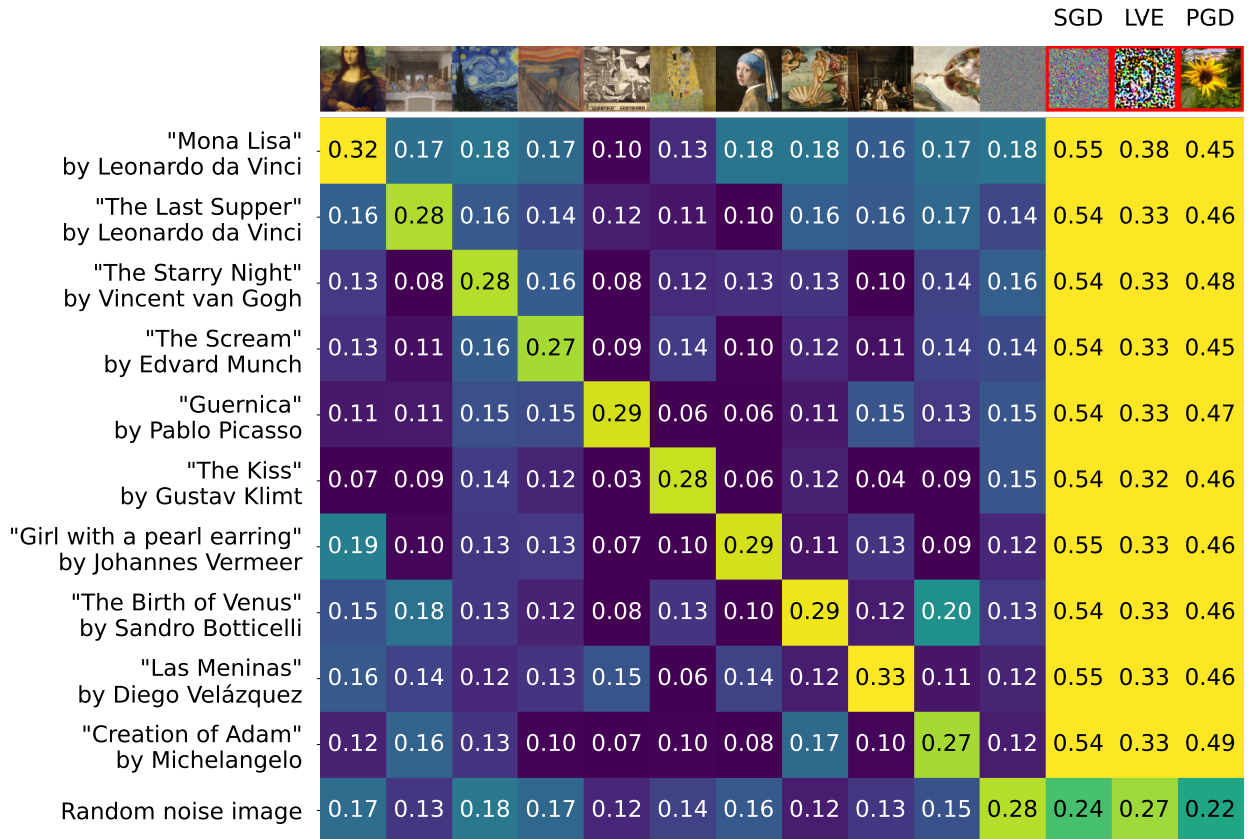 SGD LVE PGD
"Mona Lisa"
by Leonardo da Vinci
0.32 0.17 0.18 0.17 0.10 0.13 0.18 0.18 0.16 0.17 0.18 0.55 0.38 0.45
"The Last Supper"
by Leonardo da Vinci
0.16 0.28 0.16 0.14 0.12 0.11 0.10 0.16 0.16 0.17 0.14 0.54 0.33 0.46
"The Starry Night"
by Vincent van Gogh
0.13 0.08 0.28 0.16 0.08 0.12 0.13 0.13 0.10 0.14 0.16 0.54 0.33 0.48
"The Scream"
by Edvard Munch
0.13 0.11 0.16 0.27 0.09 0.14 0.10 0.12 0.11 0.14 0.14 0.54 0.33 0.45
"Guernica"
by Pablo Picasso
0.11 0.11 0.15 0.15 0.29 0.06 0.06 0.11 0.15 0.13 0.15 0.54 0.33 0.47
"The Kiss"
by Gustav Klimt
0.07 0.09 0.14 0.12 0.03 0.28 0.06 0.12 0.04 0.09 0.15 0.54 0.32 0.46
"Girl with a pearl earring"
by Johannes Vermeer
0.19 0.10 0.13 0.13 0.07 0.10 0.29 0.11 0.13 0.09 0.12 0.55 0.33 0.46
"The Birth of Venus"
by Sandro Botticelli
0.15 0.18 0.13 0.12 0.08 0.13 0.10 0.29 0.12 0.20 0.13 0.54 0.33 0.46
"Las Meninas"
by Diego Velázquez
0.16 0.14 0.12 0.13 0.15 0.06 0.14 0.12 0.33 0.11 0.12 0.55 0.33 0.46
"Creation of Adam"
by Michelangelo
0.12 0.16 0.13 0.10 0.07 0.10 0.08 0.17 0.10 0.27 0.12 0.54 0.33 0.49
Random noise image
0.17 0.13 0.18 0.17 0.12 0.14 0.16 0.12 0.13 0.15 0.28 0.24 0.27 0.22